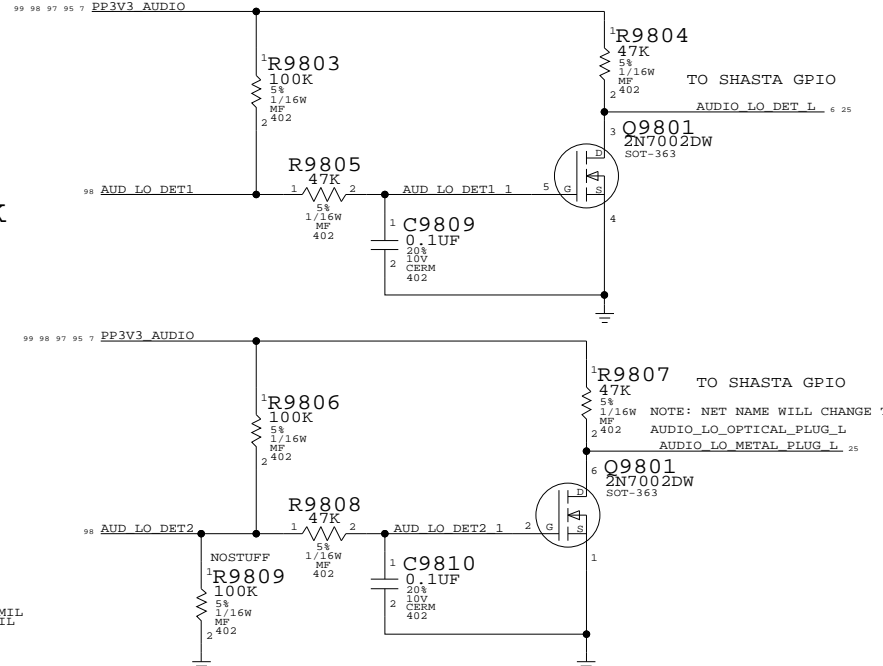 99 98 97 95 7 PP3V3_AUDIO
1 R9803
100K
5%
1/16W
MF
2 402
1 R9804
47K
5%
1/16W
MF
2 402
TO SHASTA GPIO
AUDIO_LO_DET_L 6 25
3 Q9801
2N7002DW
SOT-363
D
5 G S
4
98 AUD_LO_DET1
R9805
1 47K 2
5%
1/16W
MF
402
AUD_LO_DET1_1
1 C9809
0.1UF
20%
10V
2 CERM
402
99 98 97 95 7 PP3V3_AUDIO
1 R9806
100K
5%
1/16W
MF
2 402
1 R9807
47K
5%
1/16W
MF
2 402
TO SHASTA GPIO
NOTE: NET NAME WILL CHANGE
AUDIO_LO_OPTICAL_PLUG_L
AUDIO_LO_METAL_PLUG_L 25
6 Q9801
2N7002DW
SOT-363
D
2 G S
1
98 AUD_LO_DET2
R9808
1 47K 2
5%
1/16W
MF
402
AUD_LO_DET2_1
1 C9810
0.1UF
20%
10V
2 CERM
402
NOSTUFF
1 R9809
100K
5%
1/16W
MF
2 402
MIL
IL